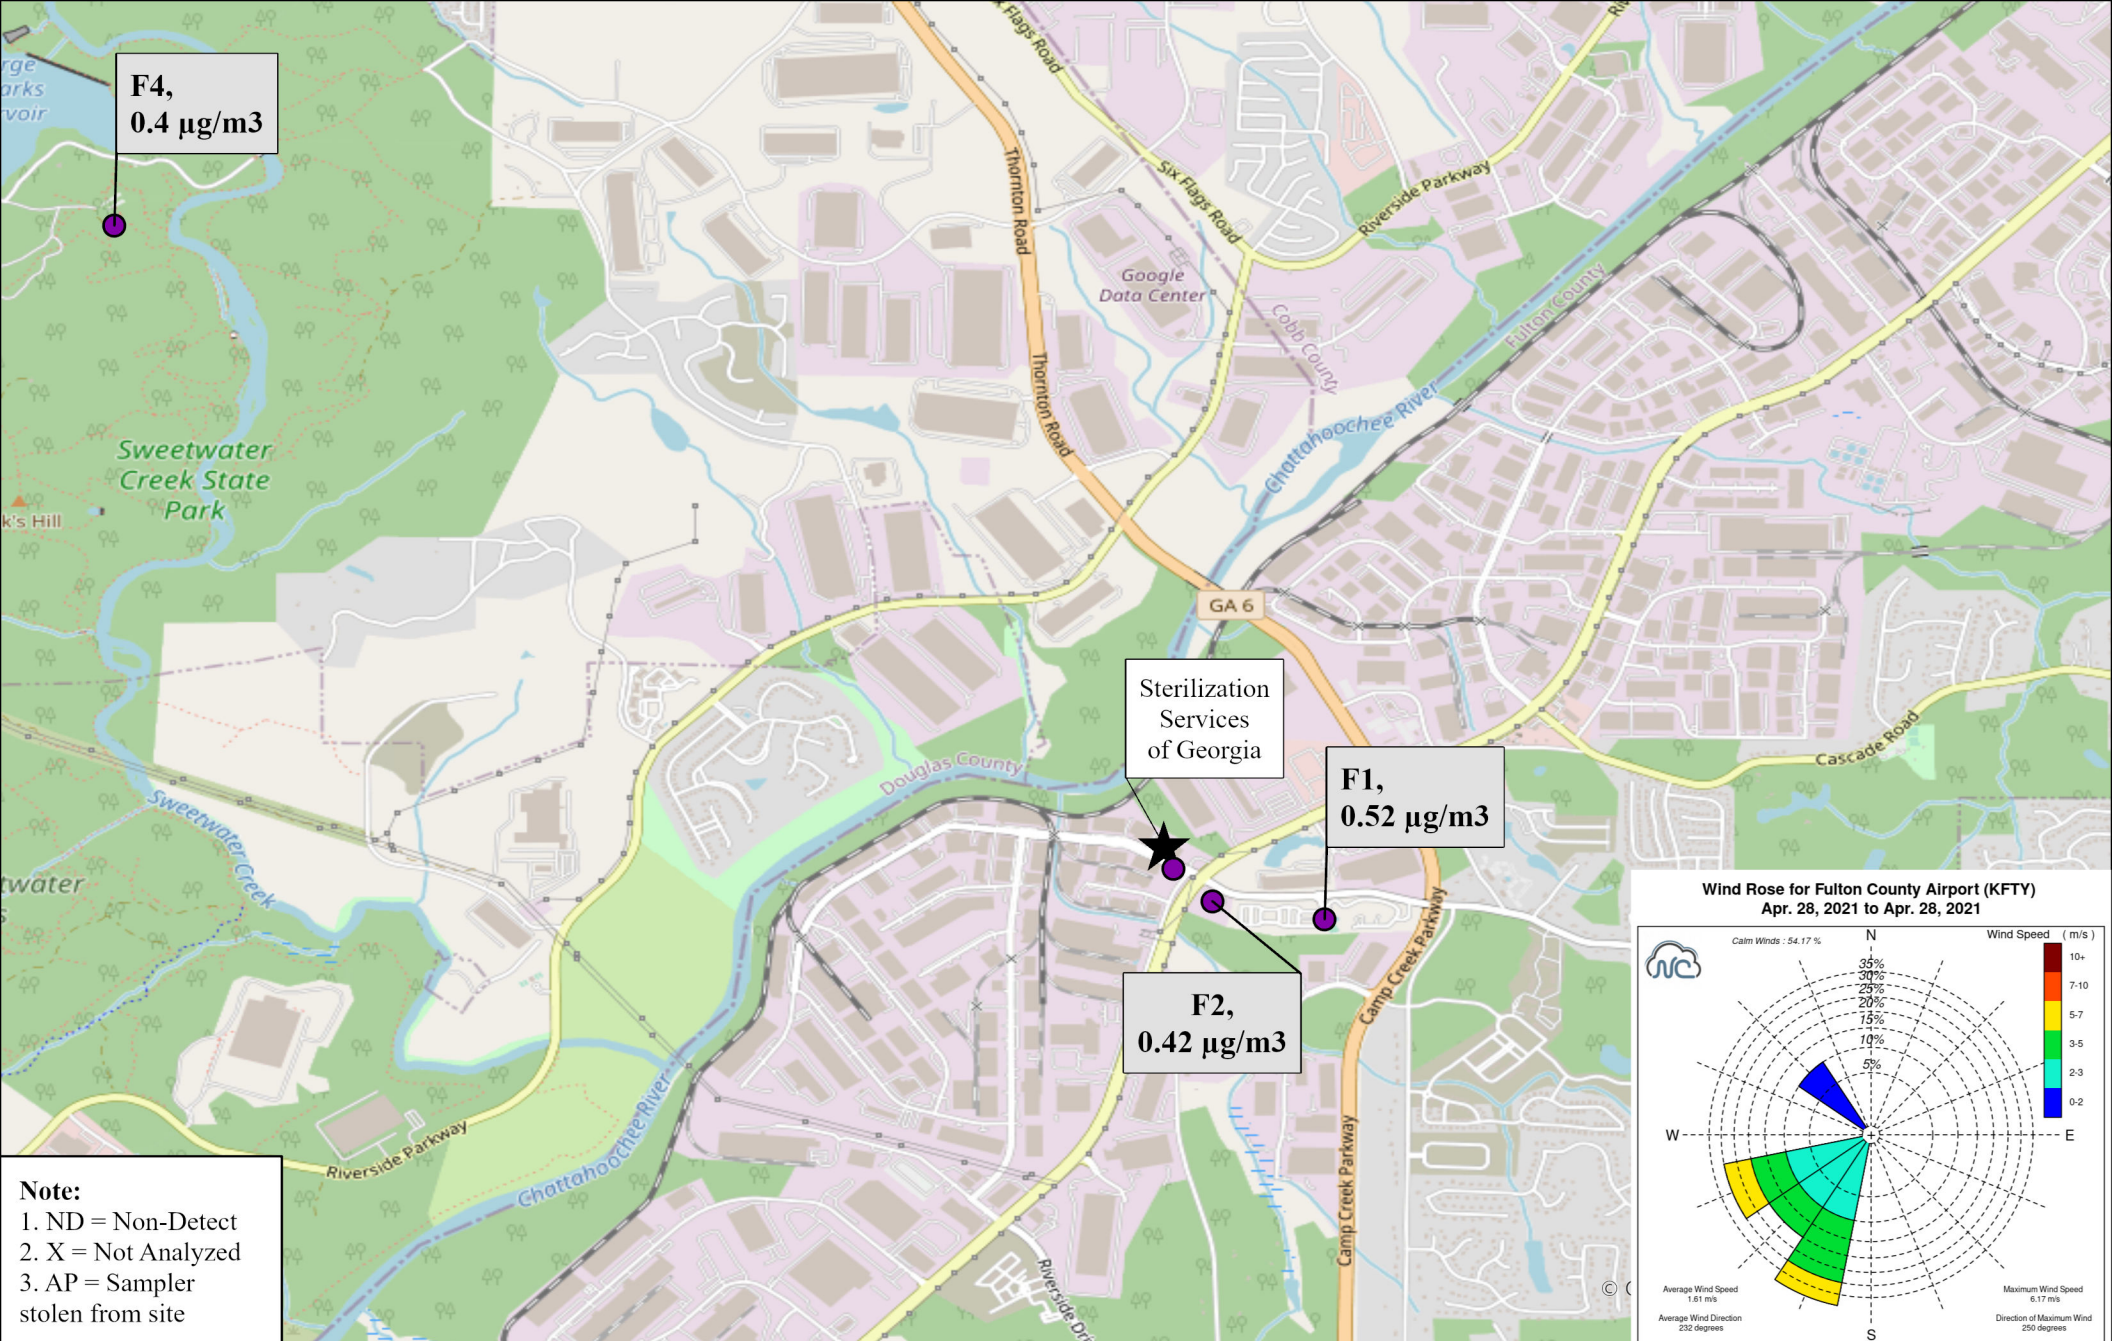 F4,
0.4 µg/m3
Six Flags Road
Thornton Road
Six Flags Road
Riverside Parkway
Google
Data Center
Cobb County
Fulton County
Thornton Road
Chattahoochee River
Sweetwater
Creek State
Park
k's Hill
GA 6
Sterilization
Services
of Georgia
Cascade Road
Douglas County
F1,
0.52 µg/m3
Sweetwater Creek
twater
Camp Creek Parkway
F2,
0.42 µg/m3
Chattahoochee River
Riverside Parkway
Camp Creek Parkway
Note:
1. ND = Non-Detect
2. X = Not Analyzed
3. AP = Sampler
stolen from site
Wind Rose for Fulton County Airport (KFTY)
Apr. 28, 2021 to Apr. 28, 2021
Calm Winds : 54.17 %
N
Wind Speed ( m/s )
35%
30%
25%
20%
15%
10%
5%
10+
7-10
5-7
3-5
2-3
0-2
NC
W
E
S
Average Wind Speed
1.61 m/s
Average Wind Direction
232 degrees
Maximum Wind Speed
6.17 m/s
Direction of Maximum Wind
250 degrees
©